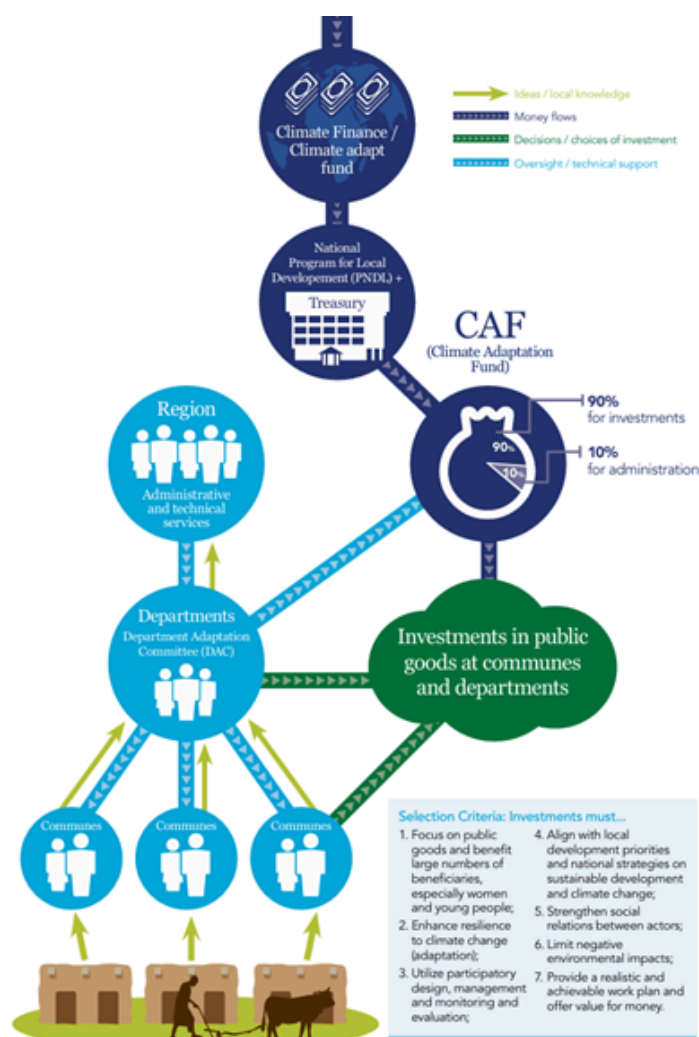 Climate Finance /
Climate adapt
fund
Ideas / local knowledge
Money flows
Decisions / choices of investment
Oversight / technical support
National
Program for Local
Developement (PNDL) +
Treasury
CAF
(Climate Adaptation
Fund)
90%
for investments
90%
10%
10%
for administration
Region
Administrative
and technical
services
Departments
Department Adaptation
Committee (DAC)
Investments in public
goods at communes
and departments
Communes
Communes
Communes
Selection Criteria: Investments must...
1. Focus on public
goods and benefit
large numbers of
beneficiaries,
especially women
and young people;
2. Enhance resilience
to climate change
(adaptation);
3. Utilize participatory
design, management
and monitoring and
evaluation;
4. Align with local
development priorities
and national strategies on
sustainable development
and climate change;
5. Strengthen social
relations between actors;
6. Limit negative
environmental impacts;
7. Provide a realistic and
achievable work plan and
offer value for money.